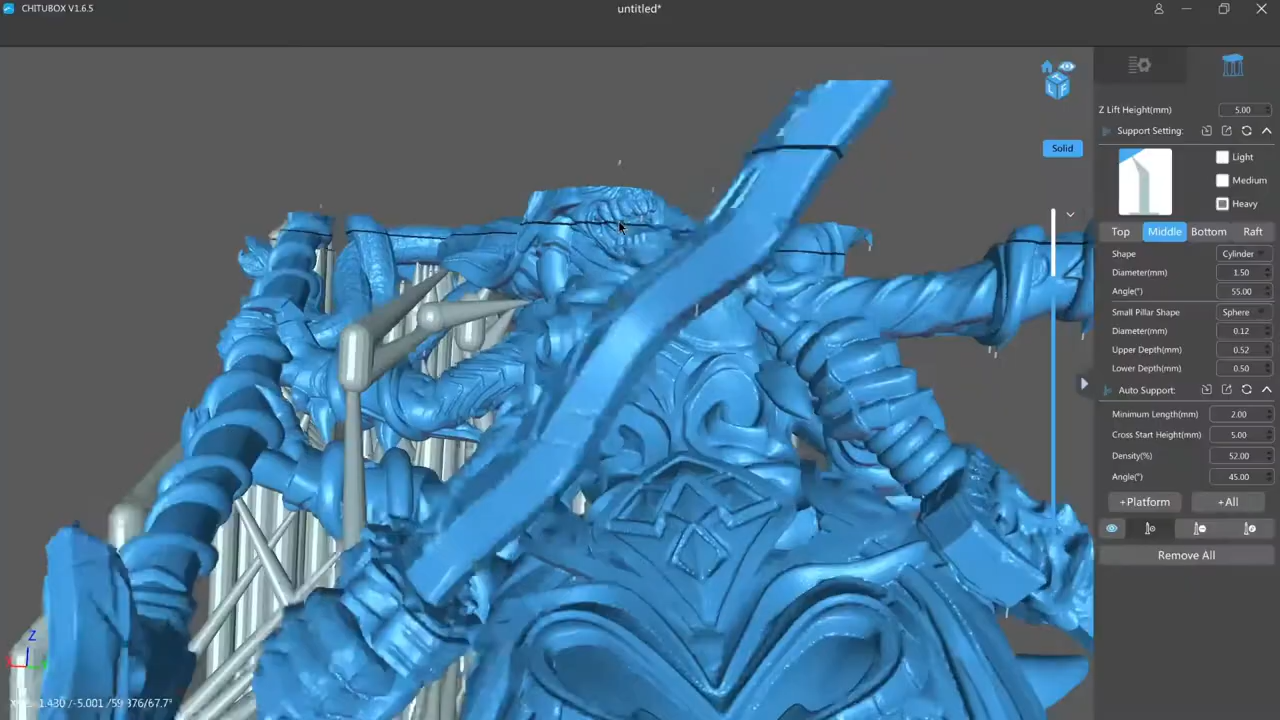 CHITUBOX V1.6.5
untitled*
Z Lift Height(mm) 5.00
Support Setting:
Light
Medium
Heavy
Top Middle Bottom Raft
Shape Cylinder
Diameter(mm) 1.50
Angle(°) 55.00
Small Pillar Shape Sphere
Diameter(mm) 0.12
Upper Depth(mm) 0.52
Lower Depth(mm) 0.50
Auto Support:
Minimum Length(mm) 2.00
Cross Start Height(mm) 5.00
Density(%) 52.00
Angle(°) 45.00
+Platform +All
Remove All
Solid
Z